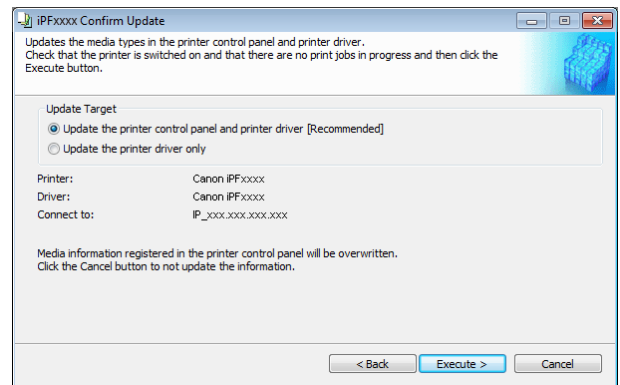 iPFxxxx Confirm Update
Updates the media types in the printer control panel and printer driver.
Check that the printer is switched on and that there are no print jobs in progress and then click the
Execute button.
Update Target
Update the printer control panel and printer driver [Recommended]
Update the printer driver only
Printer: Canon iPFxxxx
Driver: Canon iPFxxxx
Connect to: IP_xxx.xxx.xxx.xxx
Media information registered in the printer control panel will be overwritten.
Click the Cancel button to not update the information.
< Back Execute > Cancel